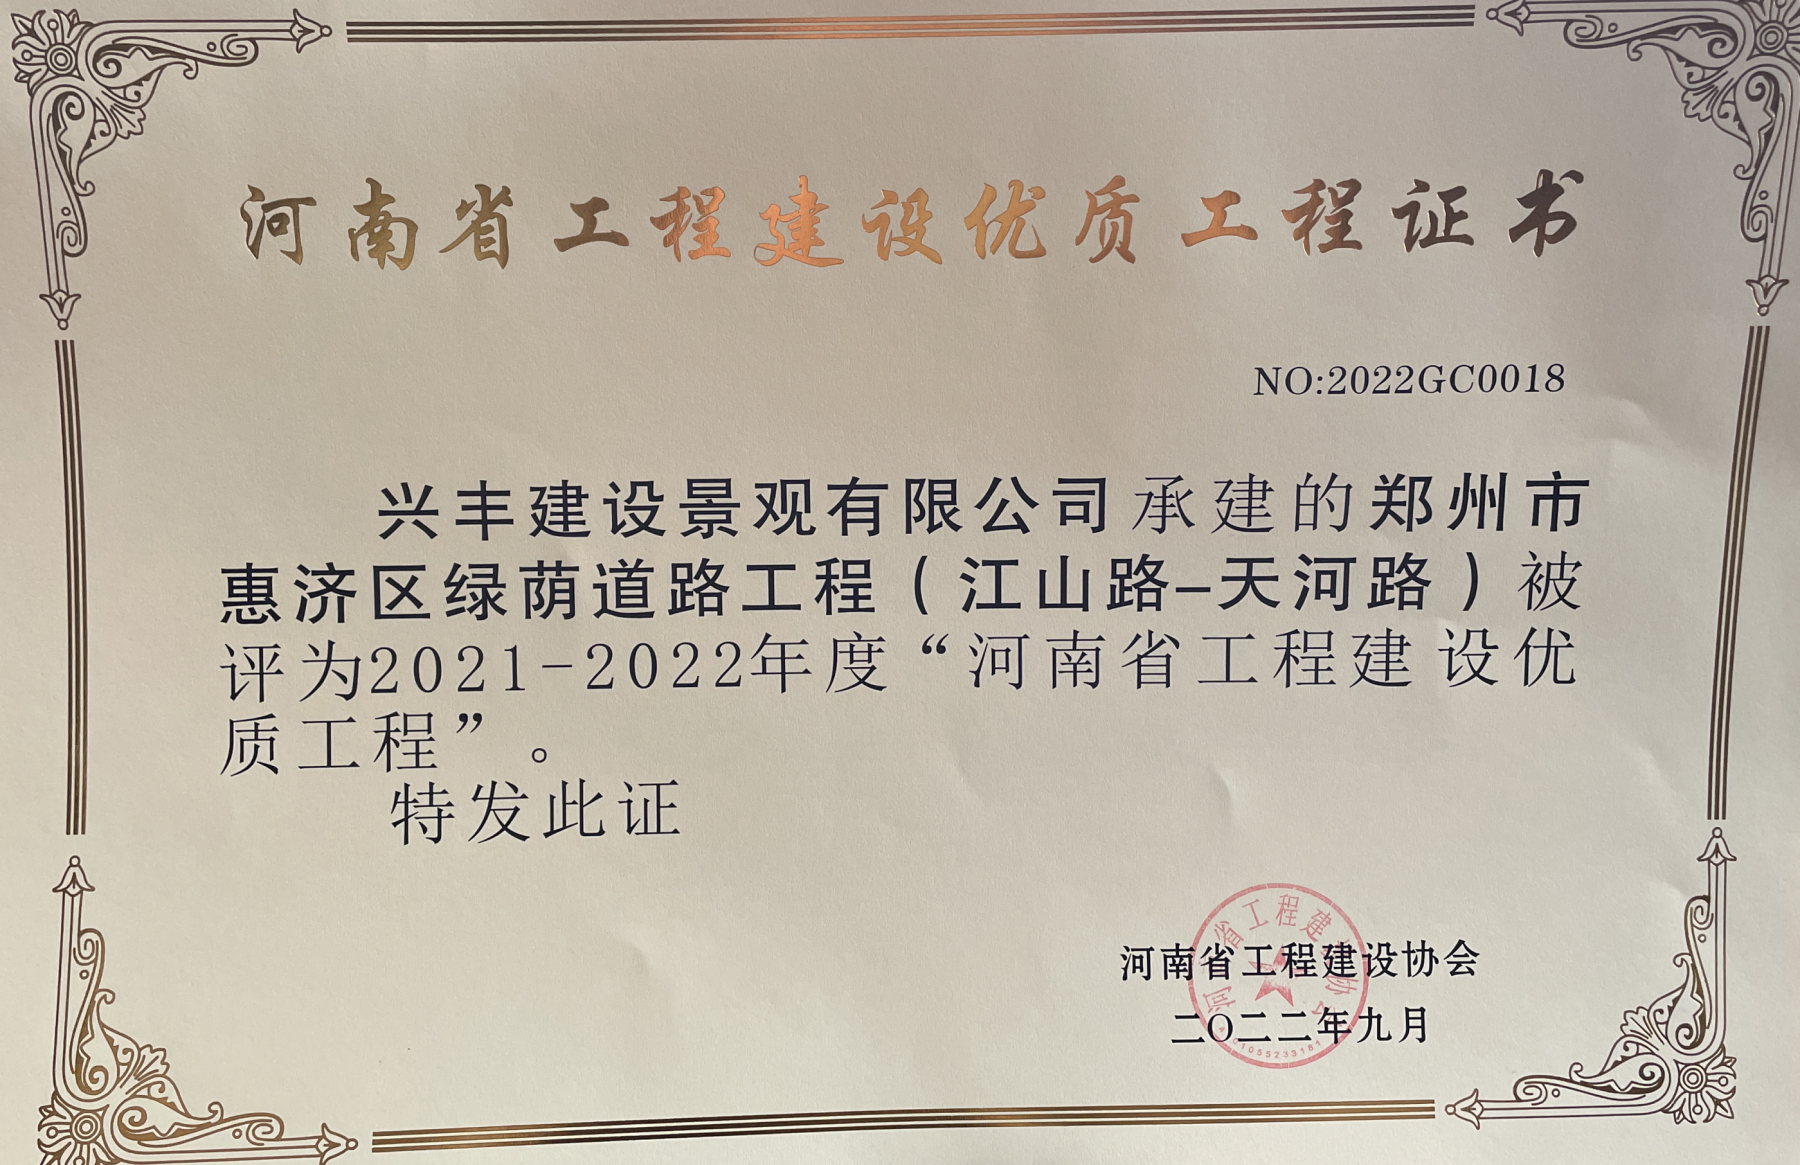 河南省工程建设优质工程证书
NO:2022GC0018
兴丰建设景观有限公司承建的郑州市
惠济区绿荫道路工程（江山路–天河路）被
评为2021-2022年度“河南省工程建设优
质工程”。
特发此证
河南省工程建设协会
二〇二二年九月